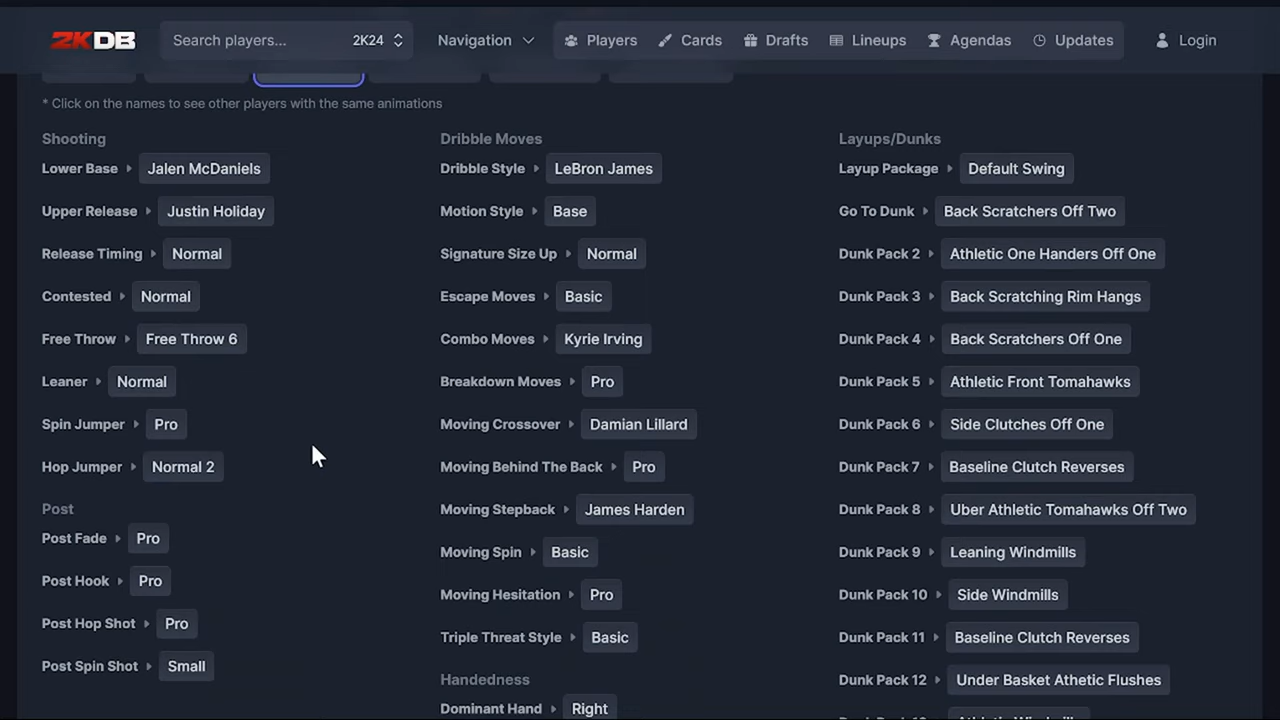 2KDB Search players... 2K24 Navigation Players Cards Drafts Lineups Agendas Updates Login
* Click on the names to see other players with the same animations
Shooting
Lower Base Jalen McDaniels
Upper Release Justin Holiday
Release Timing Normal
Contested Normal
Free Throw Free Throw 6
Leaner Normal
Spin Jumper Pro
Hop Jumper Normal 2
Post
Post Fade Pro
Post Hook Pro
Post Hop Shot Pro
Post Spin Shot Small
Dribble Moves
Dribble Style LeBron James
Motion Style Base
Signature Size Up Normal
Escape Moves Basic
Combo Moves Kyrie Irving
Breakdown Moves Pro
Moving Crossover Damian Lillard
Moving Behind The Back Pro
Moving Stepback James Harden
Moving Spin Basic
Moving Hesitation Pro
Triple Threat Style Basic
Handedness
Dominant Hand Right
Layups/Dunks
Layup Package Default Swing
Go To Dunk Back Scratchers Off Two
Dunk Pack 2 Athletic One Handers Off One
Dunk Pack 3 Back Scratching Rim Hangs
Dunk Pack 4 Back Scratchers Off One
Dunk Pack 5 Athletic Front Tomahawks
Dunk Pack 6 Side Clutches Off One
Dunk Pack 7 Baseline Clutch Reverses
Dunk Pack 8 Uber Athletic Tomahawks Off Two
Dunk Pack 9 Leaning Windmills
Dunk Pack 10 Side Windmills
Dunk Pack 11 Baseline Clutch Reverses
Dunk Pack 12 Under Basket Athetic Flushes